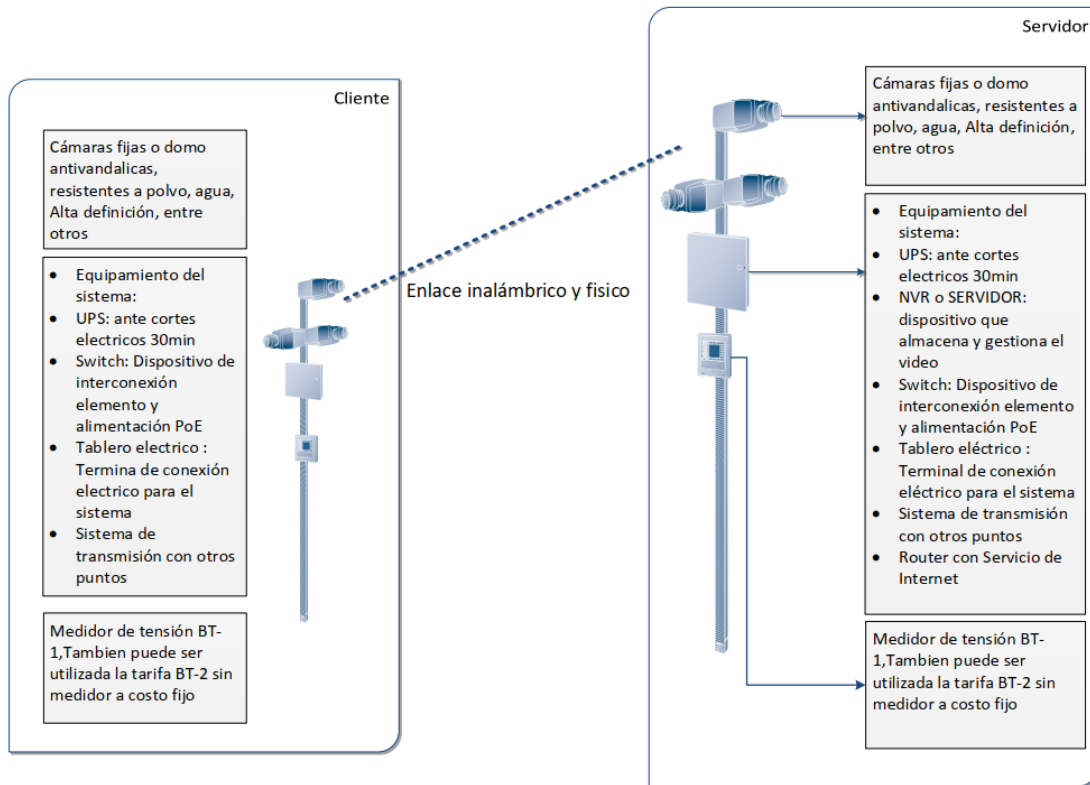 Cliente
Cámaras fijas o domo
antivandalicas,
resistentes a polvo, agua,
Alta definición, entre
otros
• Equipamiento del
sistema:
• UPS: ante cortes
electricos 30min
• Switch: Dispositivo de
interconexión
elemento y
alimentación PoE
• Tablero electrico :
Termina de conexión
electrico para el
sistema
• Sistema de
transmisión con otros
puntos
Medidor de tensión BT-
1,Tambien puede ser
utilizada la tarifa BT-2 sin
medidor a costo fijo
Enlace inalámbrico y fisico
Servidor
Cámaras fijas o domo
antivandalicas, resistentes a
polvo, agua, Alta definición,
entre otros
• Equipamiento del
sistema:
• UPS: ante cortes
electricos 30min
• NVR o SERVIDOR:
dispositivo que
almacena y gestiona el
video
• Switch: Dispositivo de
interconexión elemento
y alimentación PoE
• Tablero eléctrico :
Terminal de conexión
eléctrico para el sistema
• Sistema de transmisión
con otros puntos
• Router con Servicio de
Internet
Medidor de tensión BT-
1,Tambien puede ser
utilizada la tarifa BT-2 sin
medidor a costo fijo